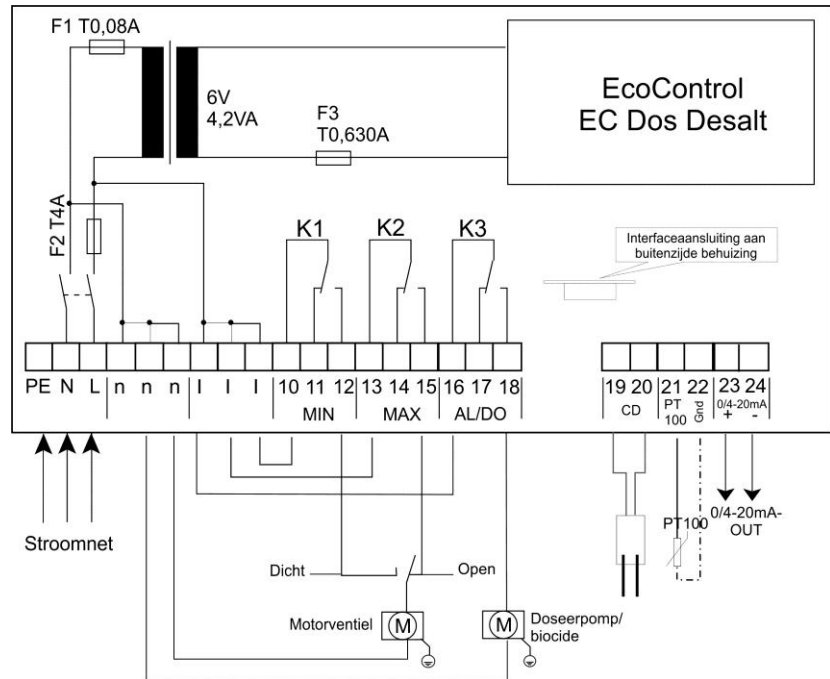 F1 T0,08A
6V
4,2VA
F3
T0,630A
EcoControl
EC Dos Desalt
F2 T4A
K1
K2
K3
Interfaceaansluiting aan
buitenzijde behuizing
PE N L n n n l l l 10 11 12 13 14 15 16 17 18
MIN MAX AL/DO
19 20 21 22 23 24
CD
PT
100
Gnd
0/4-20mA
+ -
Stroomnet
PT100
0/4-20mA-
OUT
Dicht
Open
Motorventiel
M
M
Doseerpomp/
biocide